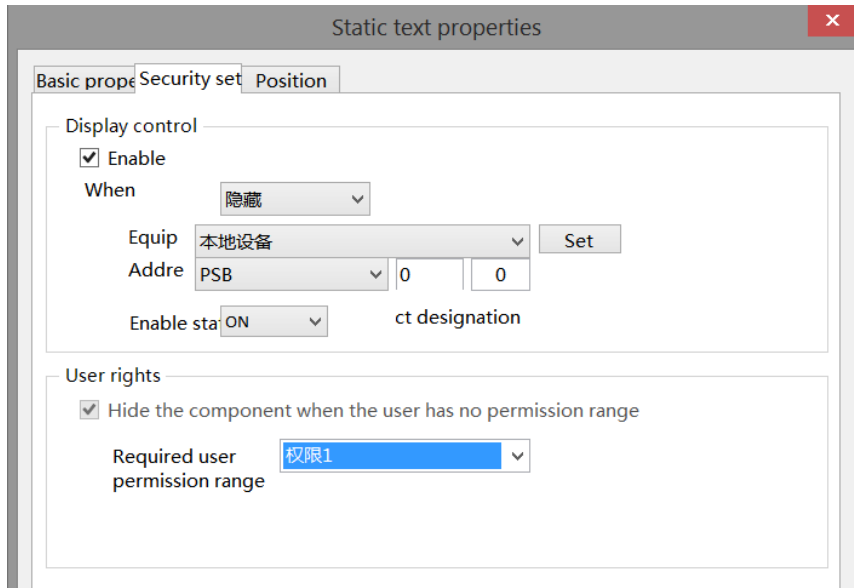 Static text properties
Basic prope Security set Position
Display control
Enable
When 隐藏
Equip 本地设备 Set
Addre PSB 0 0
Enable sta ON ct designation
User rights
Hide the component when the user has no permission range
Required user 权限1
permission range